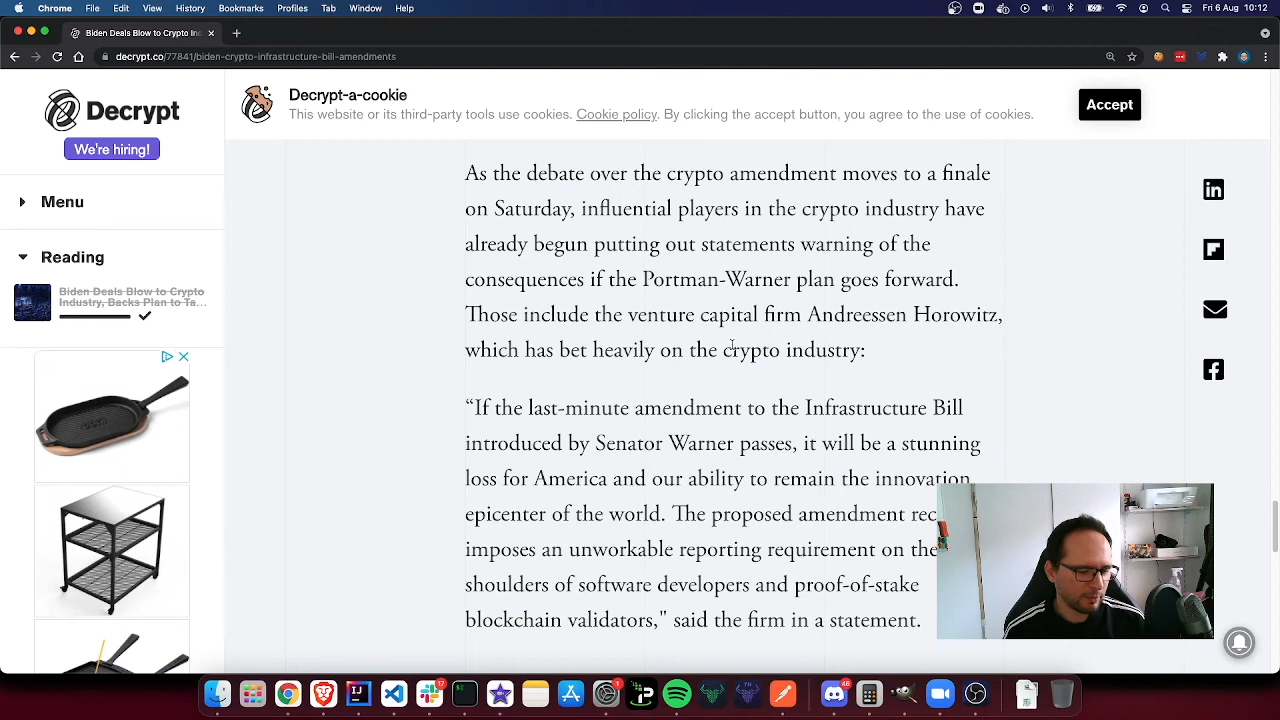 Chrome File Edit View History Bookmarks Profiles Tab Window Help Fri 6 Aug 10:12
Biden Deals Blow to Crypto Inc
decrypt.co/77841/biden-crypto-infrastructure-bill-amendments
Decrypt
We're hiring!
Menu
Reading
Biden Deals Blow to Crypto
Industry, Backs Plan to Ta...
Decrypt-a-cookie
This website or its third-party tools use cookies. Cookie policy. By clicking the accept button, you agree to the use of cookies.
Accept
As the debate over the crypto amendment moves to a finale
on Saturday, influential players in the crypto industry have
already begun putting out statements warning of the
consequences if the Portman-Warner plan goes forward.
Those include the venture capital firm Andreessen Horowitz,
which has bet heavily on the crypto industry:
“If the last-minute amendment to the Infrastructure Bill
introduced by Senator Warner passes, it will be a stunning
loss for America and our ability to remain the innovation
epicenter of the world. The proposed amendment rec
imposes an unworkable reporting requirement on the
shoulders of software developers and proof-of-stake
blockchain validators," said the firm in a statement.
17
1
46